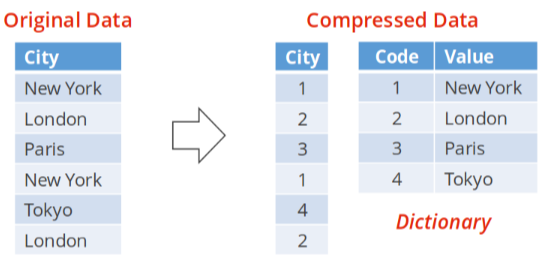 Original Data
City
New York
London
Paris
New York
Tokyo
London
Compressed Data
City
1
2
3
1
4
2
Code Value
1 New York
2 London
3 Paris
4 Tokyo
Dictionary